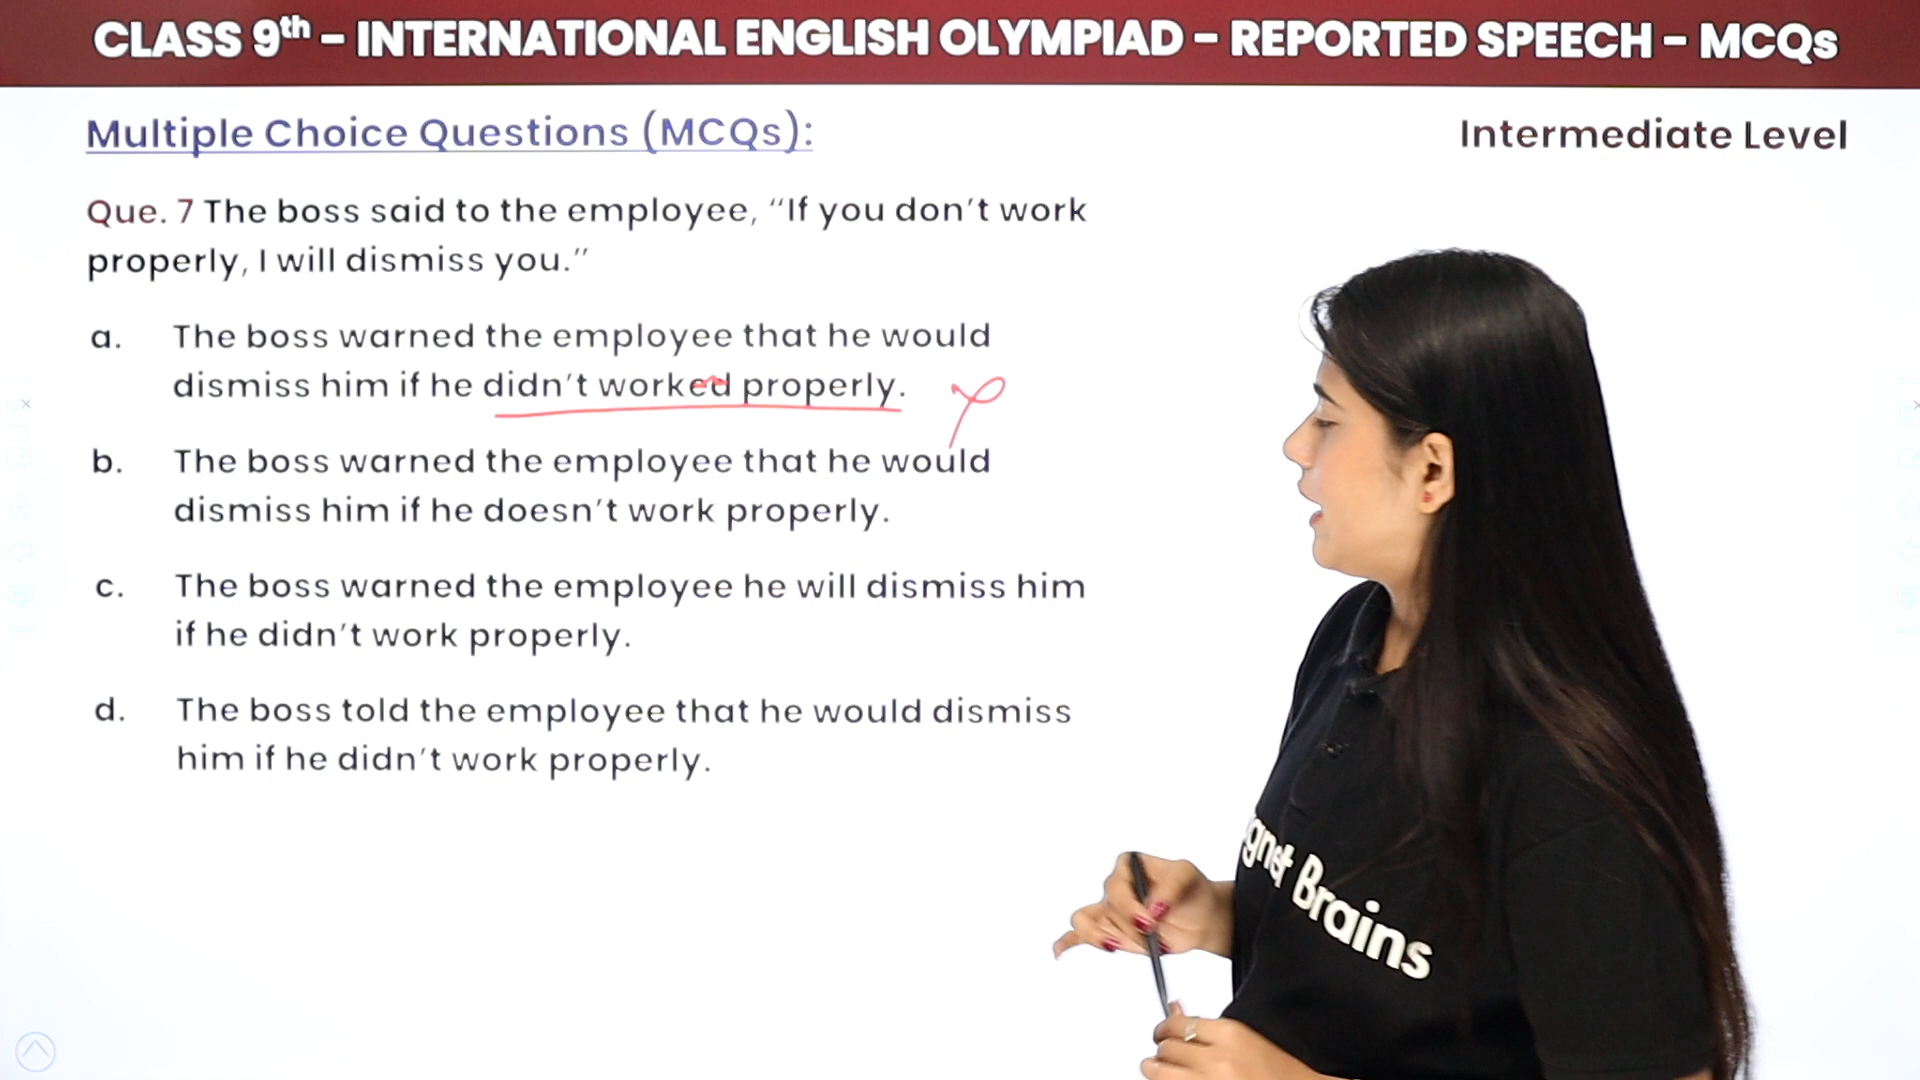 CLASS 9th - INTERNATIONAL ENGLISH OLYMPIAD - REPORTED SPEECH - MCQs
Multiple Choice Questions (MCQs):
Intermediate Level
Que. 7 The boss said to the employee, “If you don’t work
properly, I will dismiss you.”
a. The boss warned the employee that he would
dismiss him if he didn’t worked properly.
b. The boss warned the employee that he would
dismiss him if he doesn’t work properly.
c. The boss warned the employee he will dismiss him
if he didn’t work properly.
d. The boss told the employee that he would dismiss
him if he didn’t work properly.
Brains